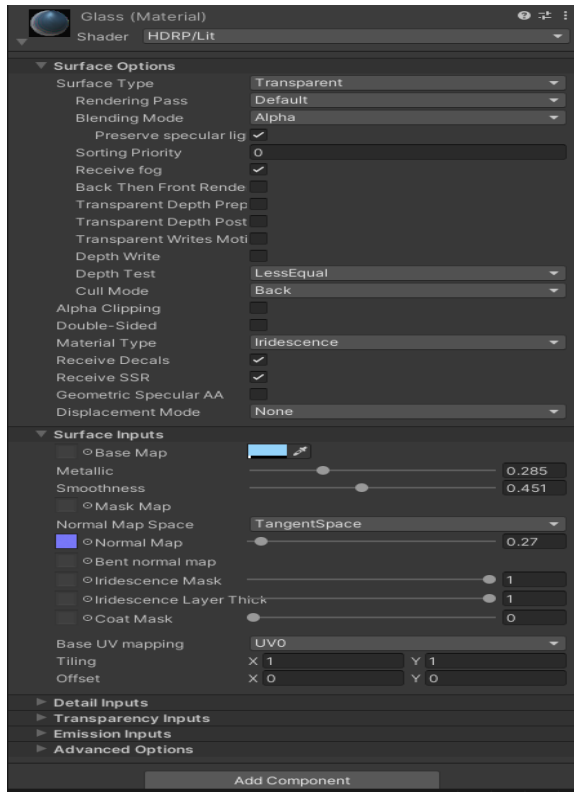 Glass (Material)
Shader HDRP/Lit
Surface Options
Surface Type Transparent
Rendering Pass Default
Blending Mode Alpha
Preserve specular lig
Sorting Priority 0
Receive fog
Back Then Front Rende
Transparent Depth Prep
Transparent Depth Post
Transparent Writes Moti
Depth Write
Depth Test LessEqual
Cull Mode Back
Alpha Clipping
Double-Sided
Material Type Iridescence
Receive Decals
Receive SSR
Geometric Specular AA
Displacement Mode None
Surface Inputs
Base Map
Metallic 0.285
Smoothness 0.451
Mask Map
Normal Map Space TangentSpace
Normal Map 0.27
Bent normal map
Iridescence Mask 1
Iridescence Layer Thick 1
Coat Mask 0
Base UV mapping UV0
Tiling X 1 Y 1
Offset X 0 Y 0
Detail Inputs
Transparency Inputs
Emission Inputs
Advanced Options
Add Component